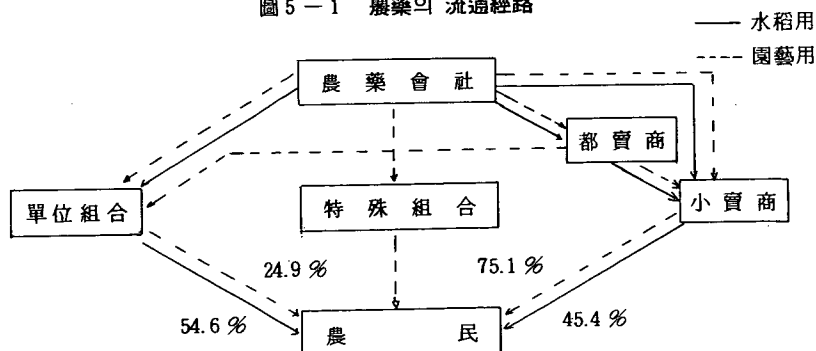 圖 5 － 1 農藥의 流通經路
水稻用
園藝用
農藥會社
都賣商
單位組合
特殊組合
小賣商
24.9 %
75.1 %
54.6 %
45.4 %
農民